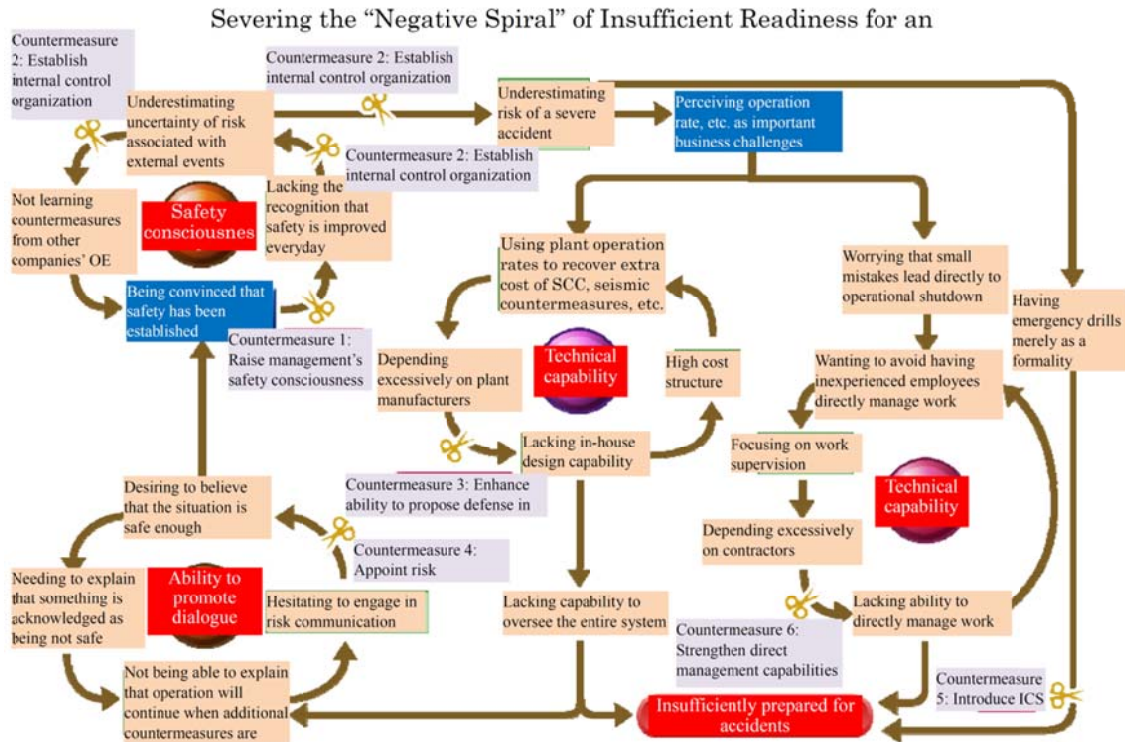 Severing the “Negative Spiral” of Insufficient Readiness for an
Countermeasure
2: Establish
internal control
organization
Countermeasure 2: Establish
internal control organization
Underestimating
uncertainty of risk
associated with
external events
Underestimating
risk of a severe
accident
Perceiving operation
rate, etc. as important
business challenges
Countermeasure 2: Establish
internal control organization
Not learning
countermeasures
from other
companies’ OE
Safety
consciousnes
Lacking the
recognition that
safety is improved
everyday
Being convinced that
safety has been
established
Countermeasure 1:
Raise management’s
safety consciousness
Using plant operation
rates to recover extra
cost of SCC, seismic
countermeasures, etc.
Worrying that small
mistakes lead directly to
operational shutdown
Having
emergency drills
merely as a
formality
Depending
excessively on plant
manufacturers
Technical
capability
High cost
structure
Wanting to avoid having
inexperienced employees
directly manage work
Lacking in-house
design capability
Focusing on work
supervision
Technical
capability
Countermeasure 3: Enhance
ability to propose defense in
Desiring to believe
that the situation is
safe enough
Depending excessively
on contractors
Countermeasure 4:
Appoint risk
Needing to explain
that something is
acknowledged as
being not safe
Ability to
promote
dialogue
Hesitating to engage in
risk communication
Lacking capability to
oversee the entire system
Lacking ability to
directly manage work
Countermeasure 6:
Strengthen direct
management capabilities
Not being able to explain
that operation will
continue when additional
countermeasures are
Insufficiently prepared for
accidents
Countermeasure
5: Introduce ICS